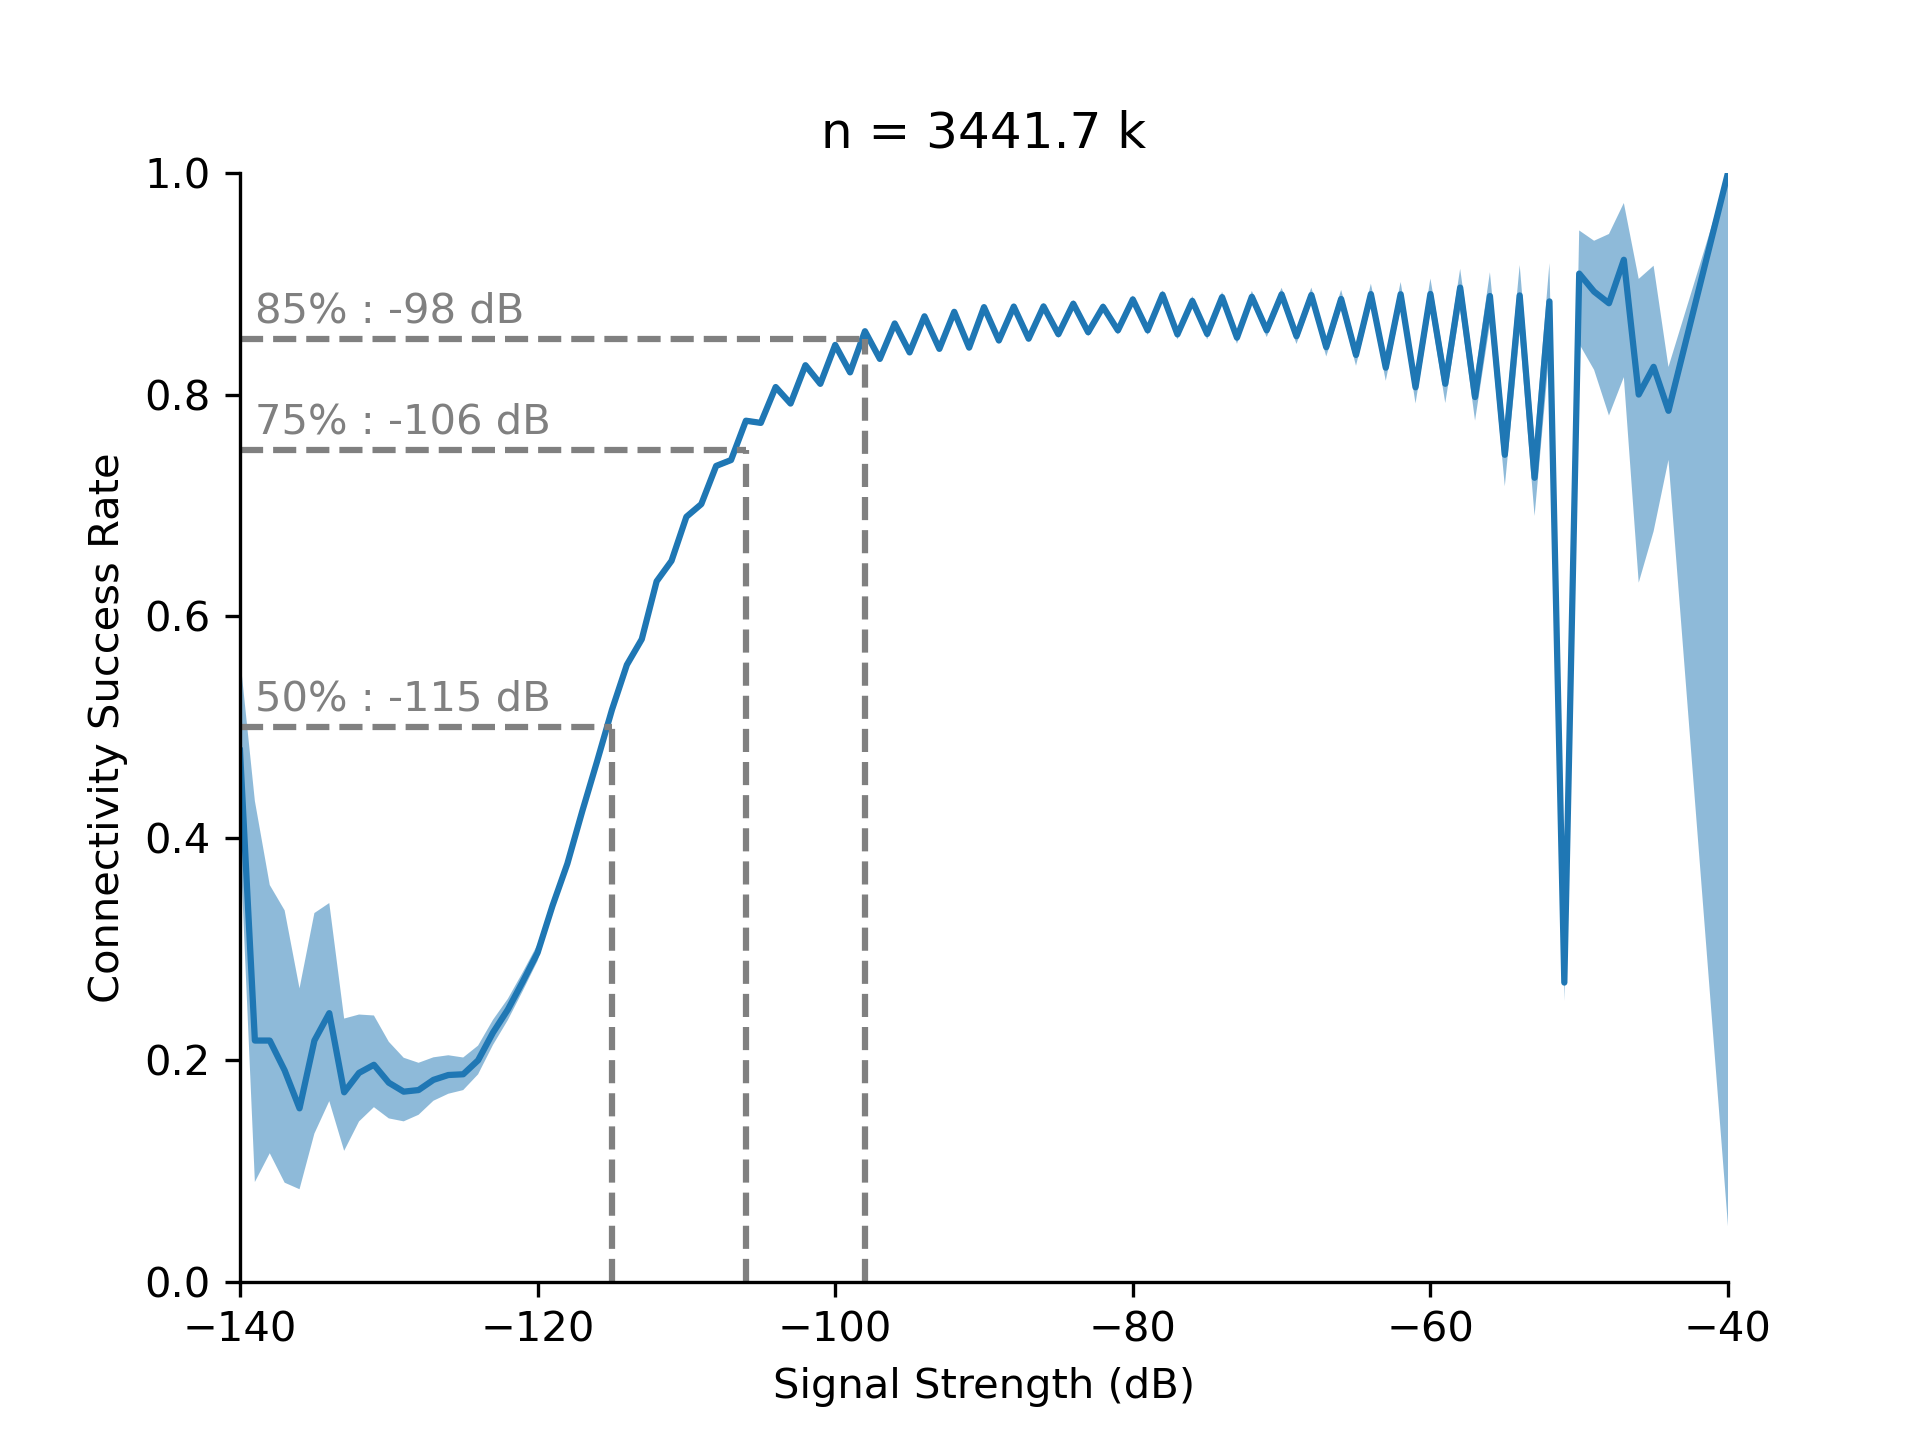 n = 3441.7 k
1.0
0.8
0.6
0.4
0.2
0.0
Connectivity Success Rate
85% : -98 dB
75% : -106 dB
50% : -115 dB
−140 −120 −100 −80 −60 −40
Signal Strength (dB)